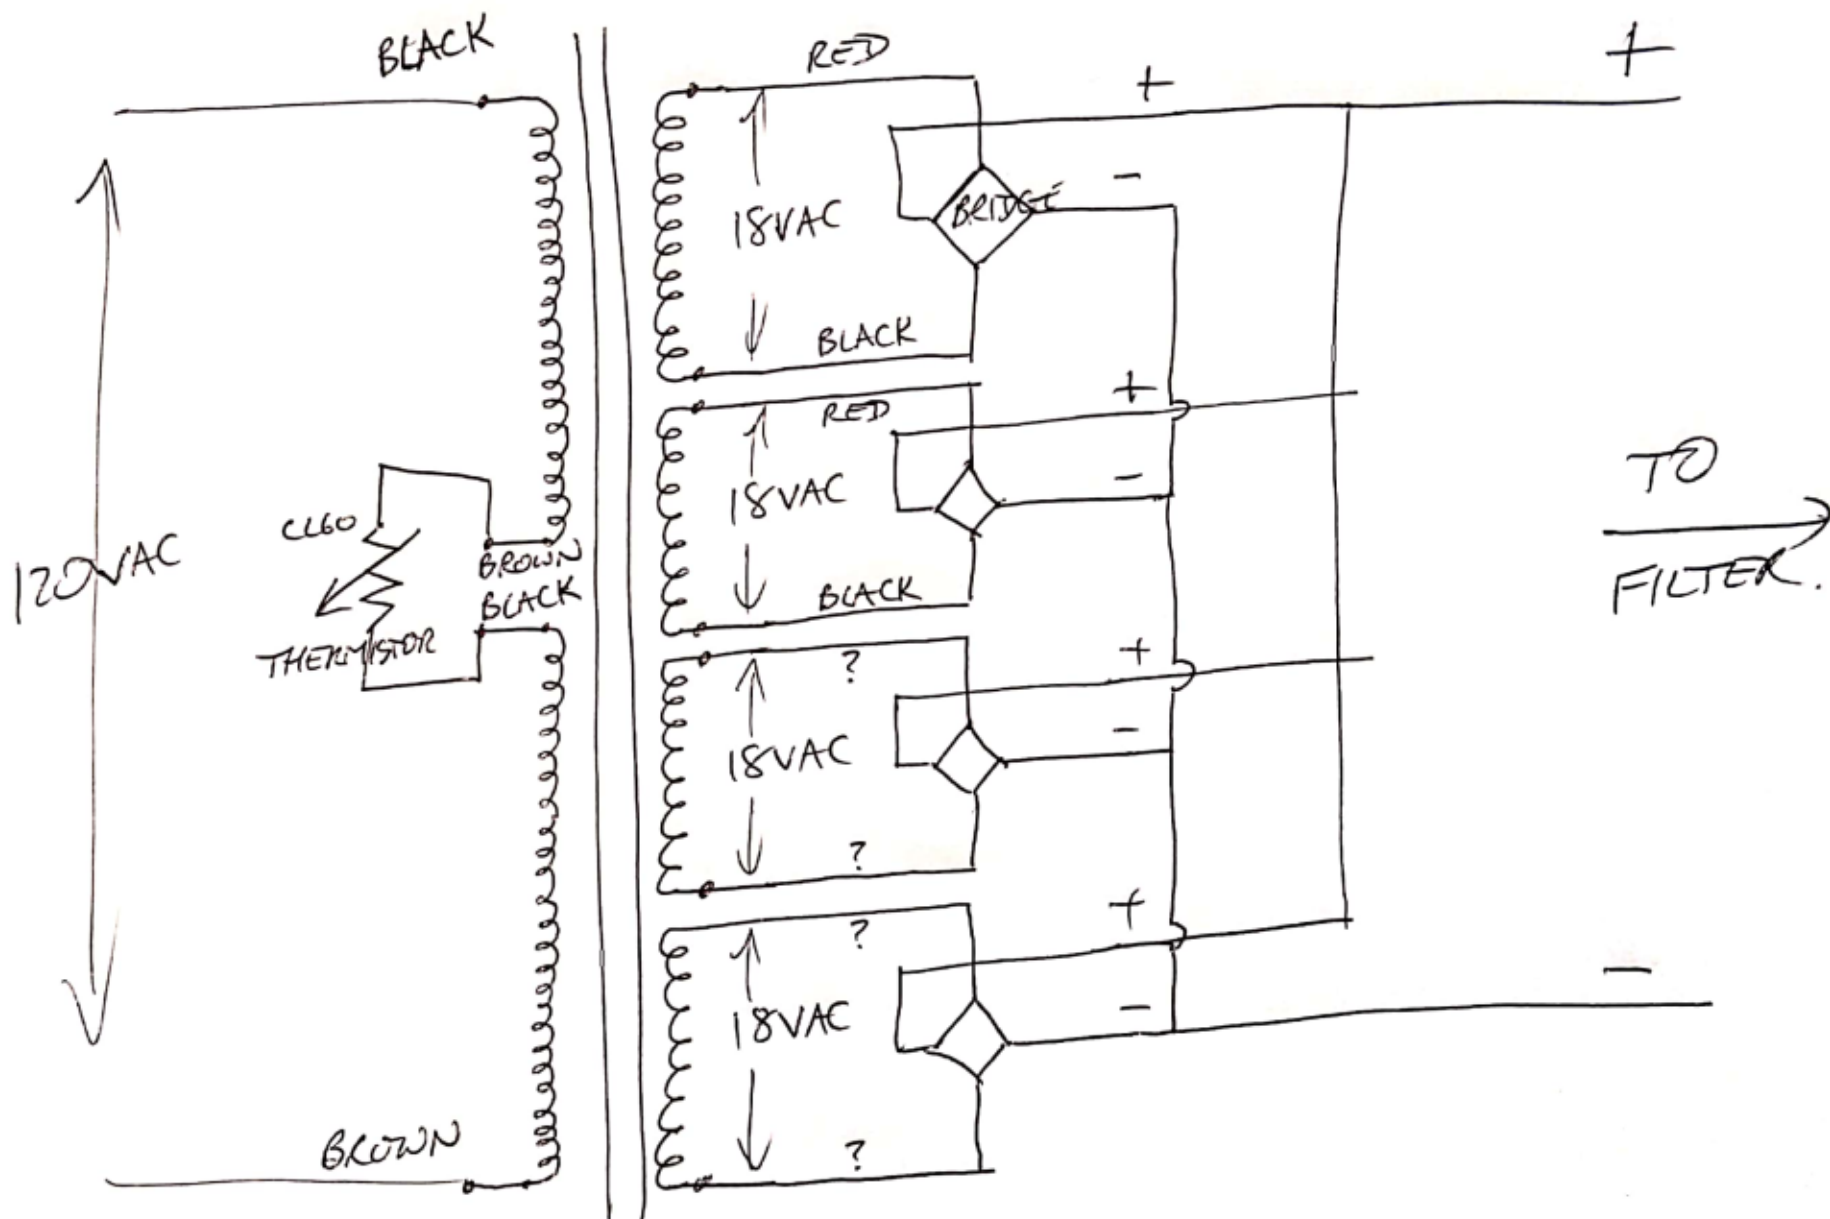 BLACK
120VAC
CL60
THERMISTOR
BROWN
BLACK
BROWN
RED
18VAC
BLACK
BRIDGE
+
-
+
RED
18VAC
BLACK
+
-
?
18VAC
?
+
-
?
18VAC
?
+
-
-
TO
FILTER.